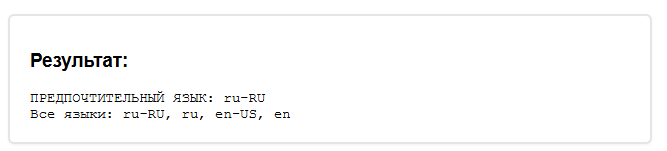 Результат:
ПРЕДПОЧТИТЕЛЬНЫЙ ЯЗЫК: ru-RU
Все языки: ru-RU, ru, en-US, en